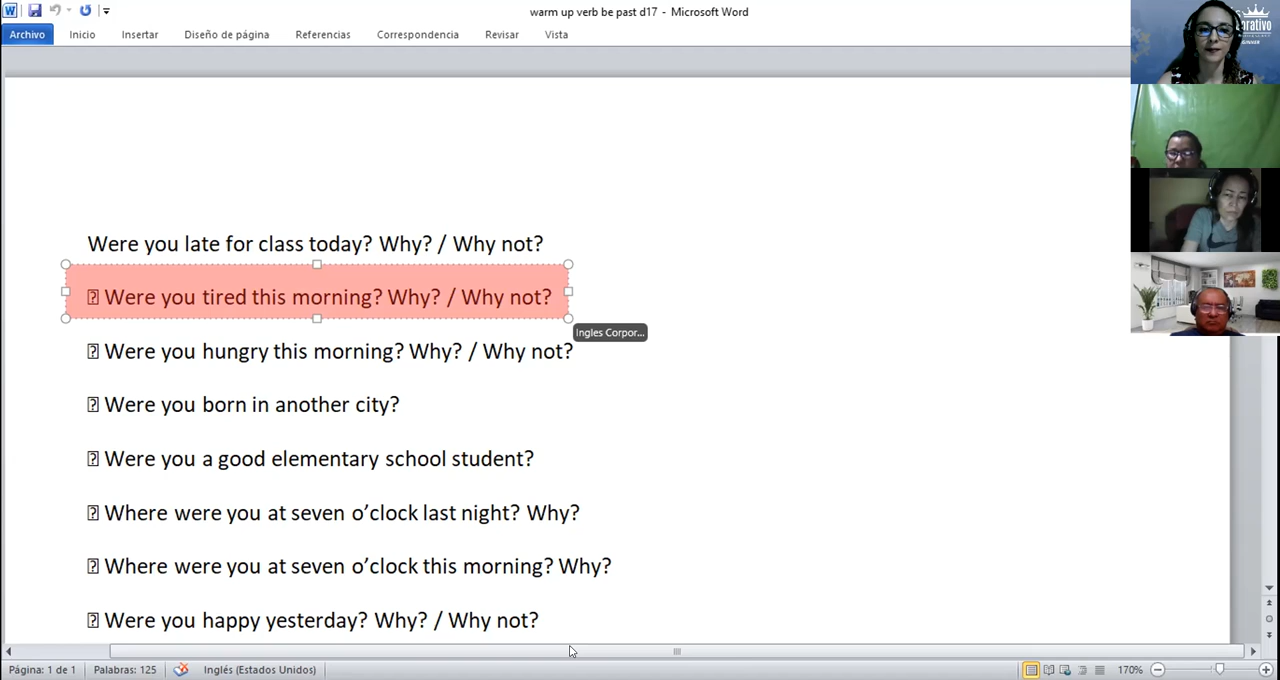 warm up verb be past d17 - Microsoft Word
Archivo Inicio Insertar Diseño de página Referencias Correspondencia Revisar Vista
Were you late for class today? Why? / Why not?
Were you tired this morning? Why? / Why not?
Ingles Corpor...
Were you hungry this morning? Why? / Why not?
Were you born in another city?
Were you a good elementary school student?
Where were you at seven o’clock last night? Why?
Where were you at seven o’clock this morning? Why?
Were you happy yesterday? Why? / Why not?
Página: 1 de 1 Palabras: 125 Inglés (Estados Unidos) 170%